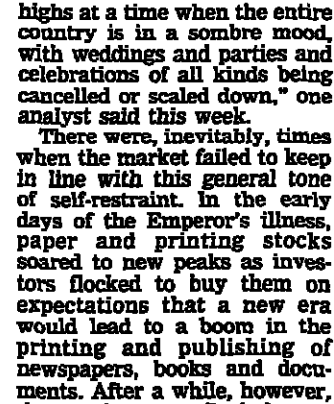 highs at a time when the entire
country is in a sombre mood,
with weddings and parties and
celebrations of all kinds being
cancelled or scaled down," one
analyst said this week.
There were, inevitably, times
when the market failed to keep
in line with this general tone
of self-restraint. In the early
days of the Emperor's illness,
paper and printing stocks
soared to new peaks as inves-
tors flocked to buy them on
expectations that a new era
would lead to a boom in the
printing and publishing of
newspapers, books and docu-
ments. After a while, however,